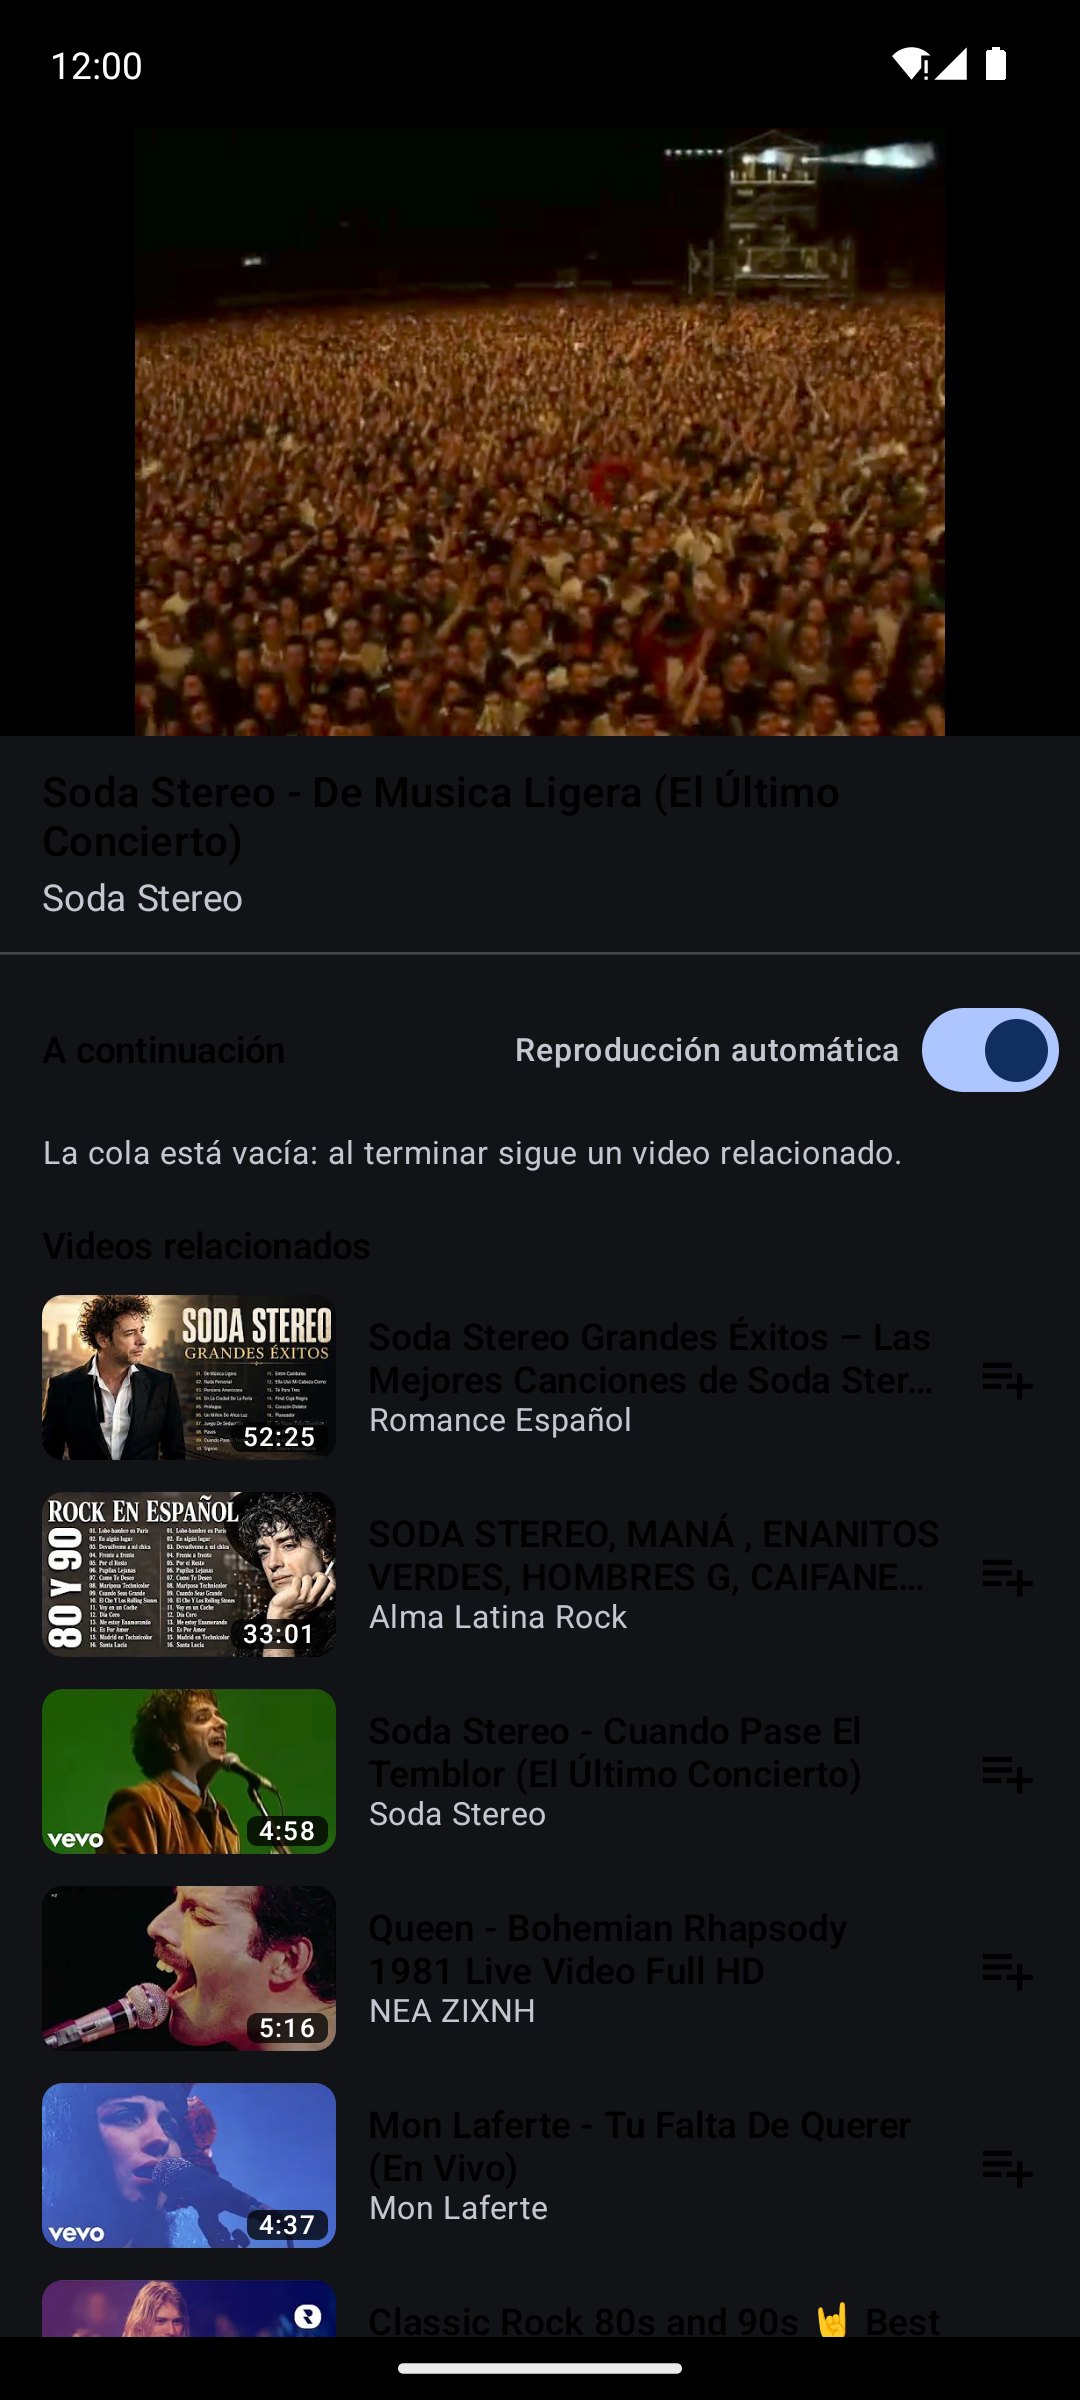 12:00
Soda Stereo - De Musica Ligera (El Último
Concierto)
Soda Stereo
A continuación
Reproducción automática
La cola está vacía: al terminar sigue un video relacionado.
Videos relacionados
SODA STEREO
GRANDES ÉXITOS
52:25
Soda Stereo Grandes Éxitos – Las
Mejores Canciones de Soda Ster...
Romance Español
ROCK EN ESPAÑOL
80 Y 90
33:01
SODA STEREO, MANÁ , ENANITOS
VERDES, HOMBRES G, CAIFANE...
Alma Latina Rock
vevo
4:58
Soda Stereo - Cuando Pase El
Temblor (El Último Concierto)
Soda Stereo
5:16
Queen - Bohemian Rhapsody
1981 Live Video Full HD
NEA ZIXNH
vevo
4:37
Mon Laferte - Tu Falta De Querer
(En Vivo)
Mon Laferte
Classic Rock 80s and 90s 🤘 Best